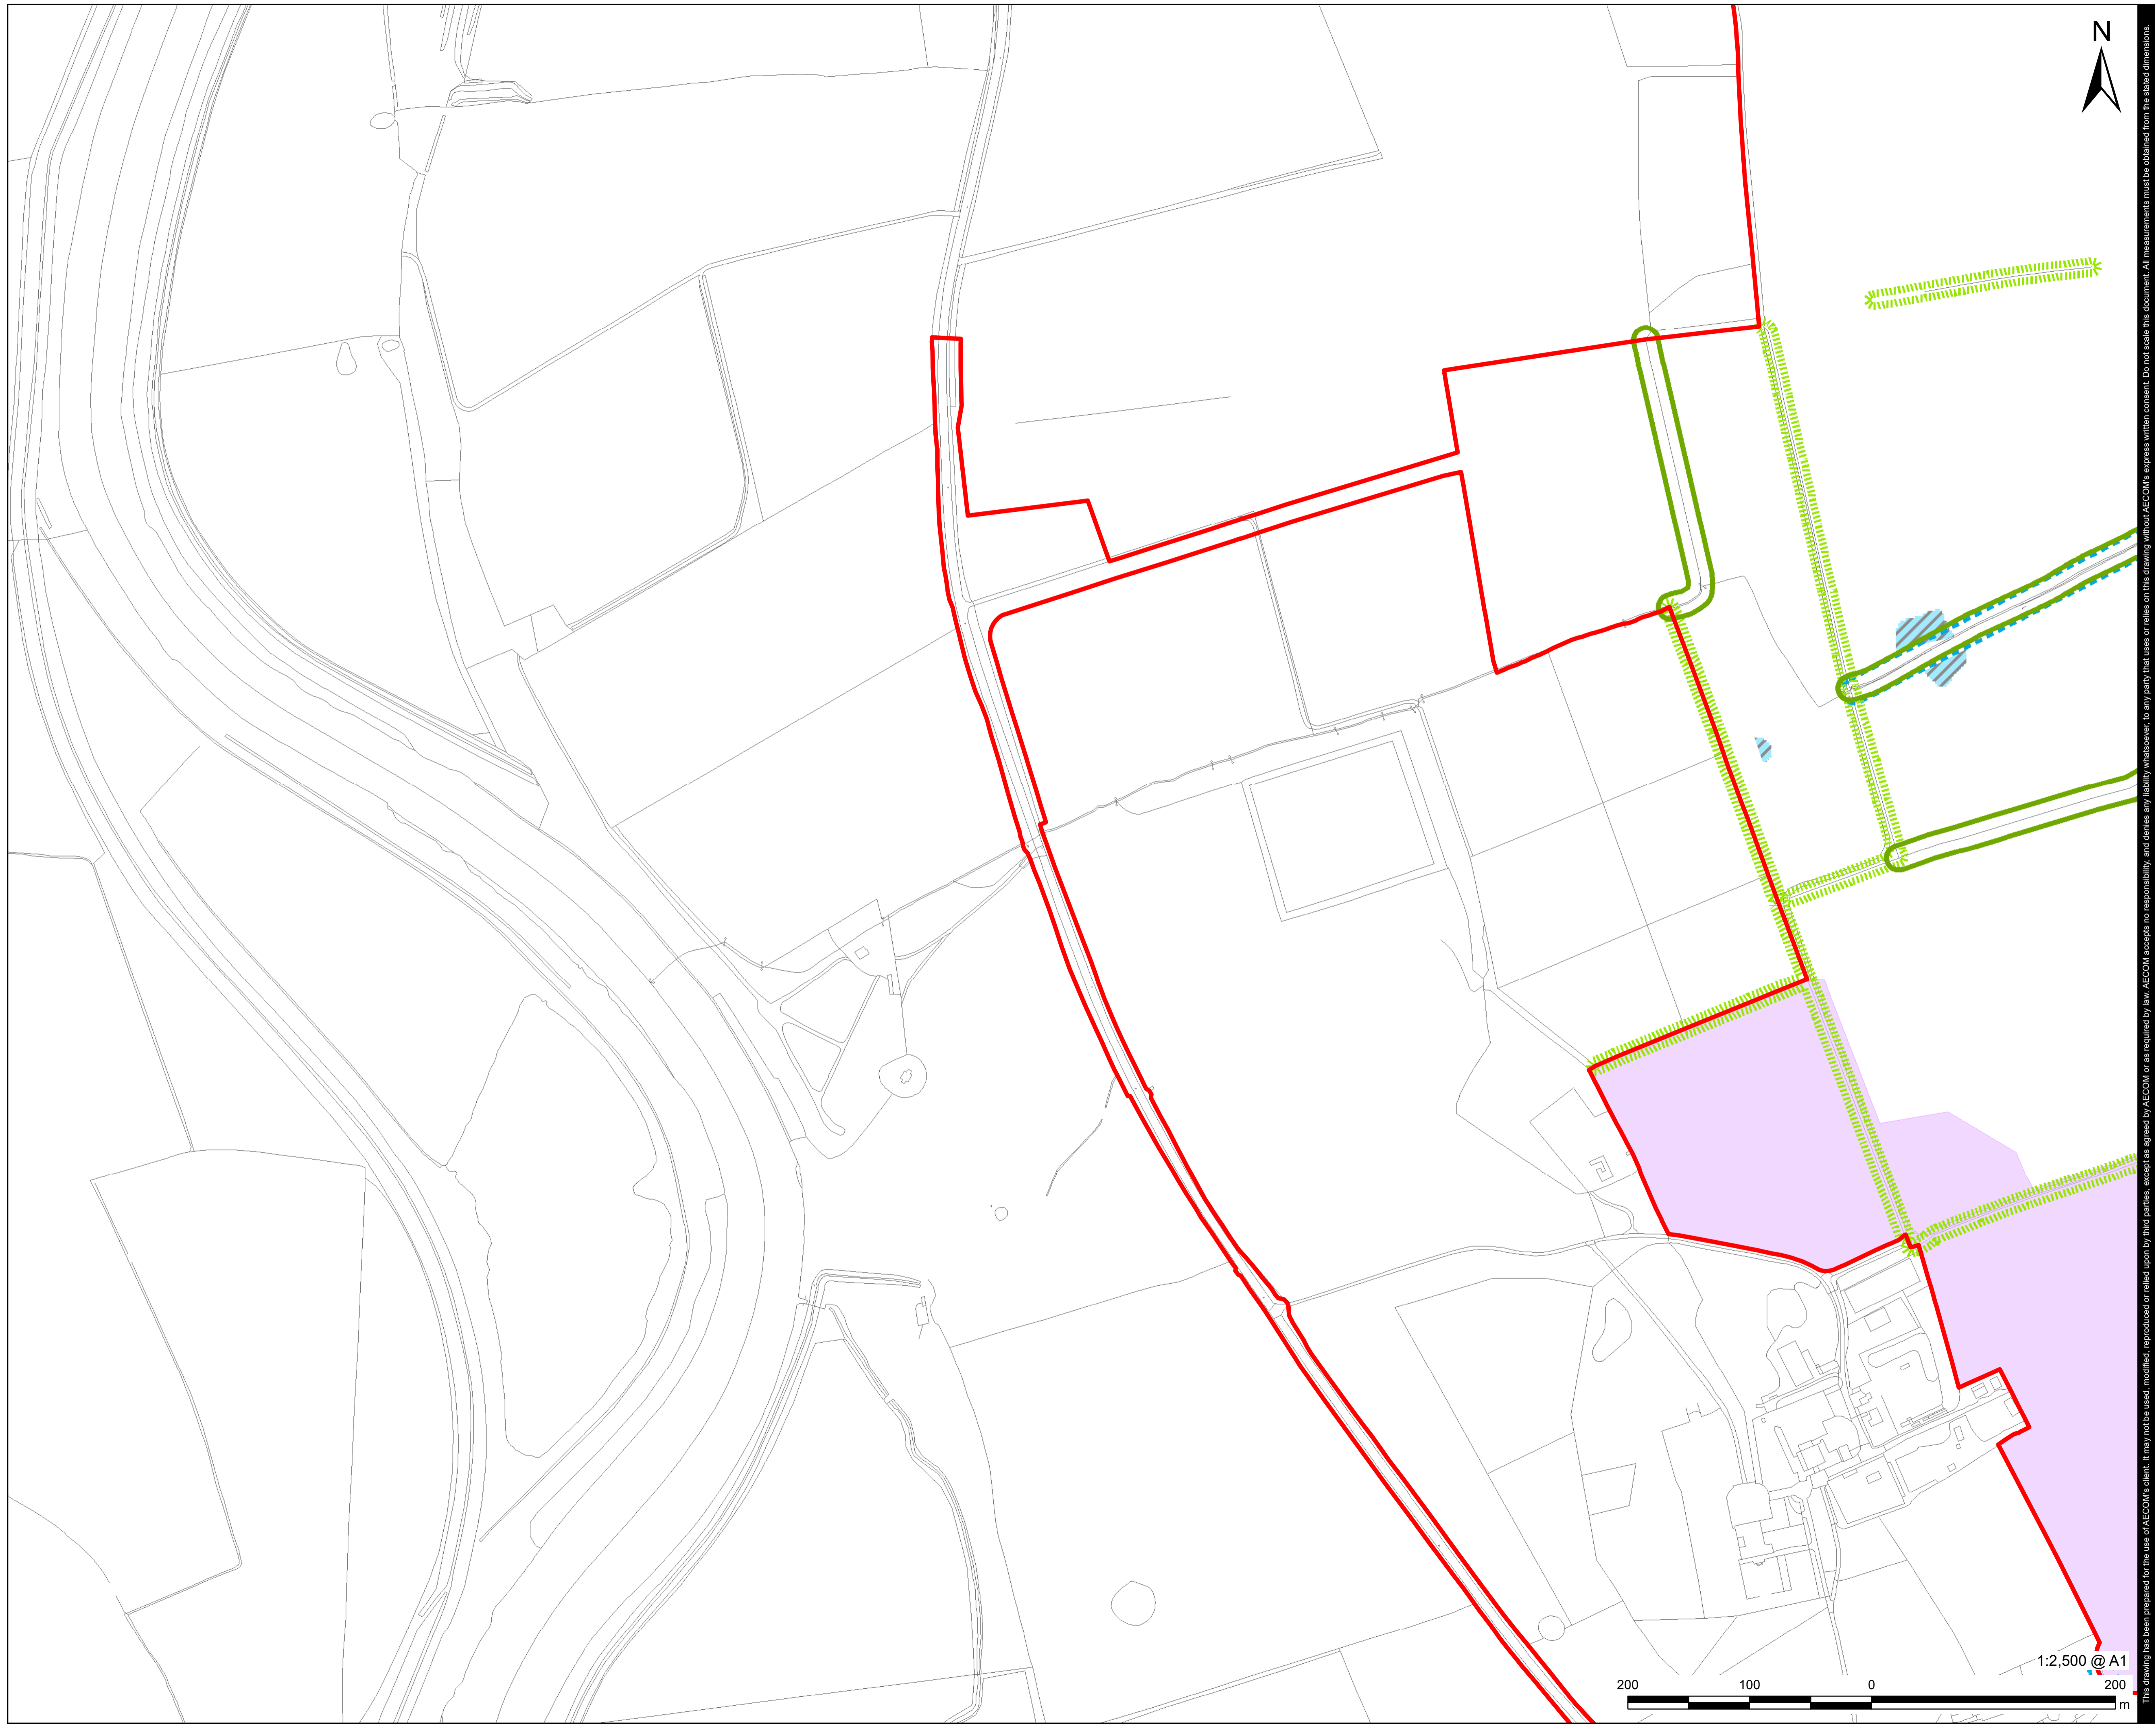 N
This drawing has been prepared for the use of AECOM's client. It may not be used, modified, reproduced or relied upon by third parties, except as agreed by AECOM or as required by law. AECOM accepts no responsibility, and denies any liability whatsoever, to any party that uses or relies on this drawing without AECOM's express written consent. Do not scale this document. All measurements must be obtained from the stated dimensions.
1:2,500 @ A1
200 100 0 200
m